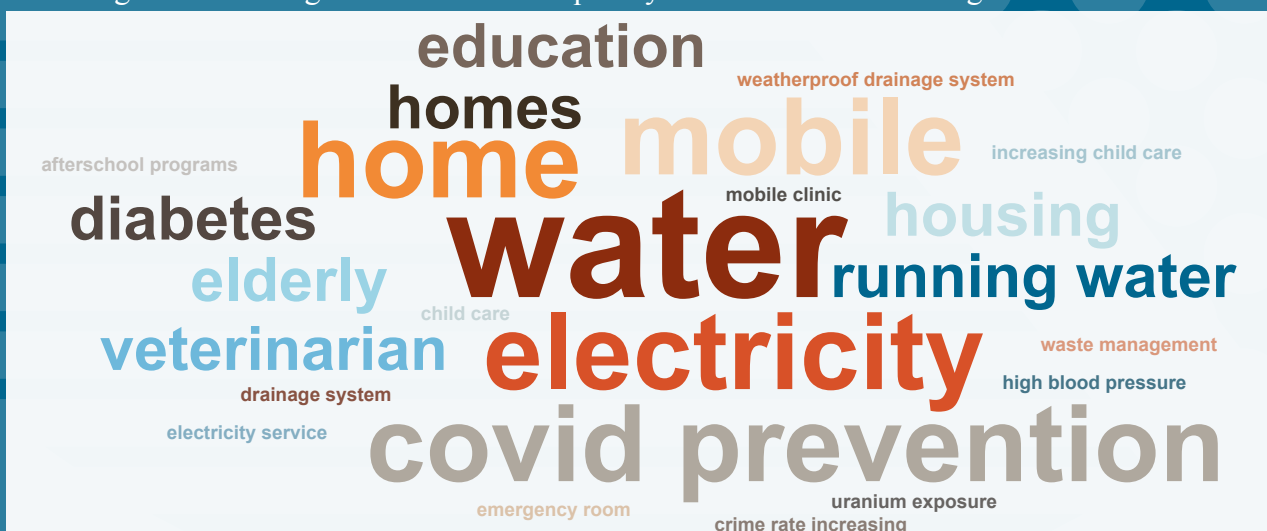 education
weatherproof drainage system
homes
mobile
home
increasing child care
afterschool programs
mobile clinic
diabetes
housing
water
running water
elderly
child care
veterinarian
electricity
waste management
high blood pressure
drainage system
electricity service
covid prevention
uranium exposure
emergency room
crime rate increasing